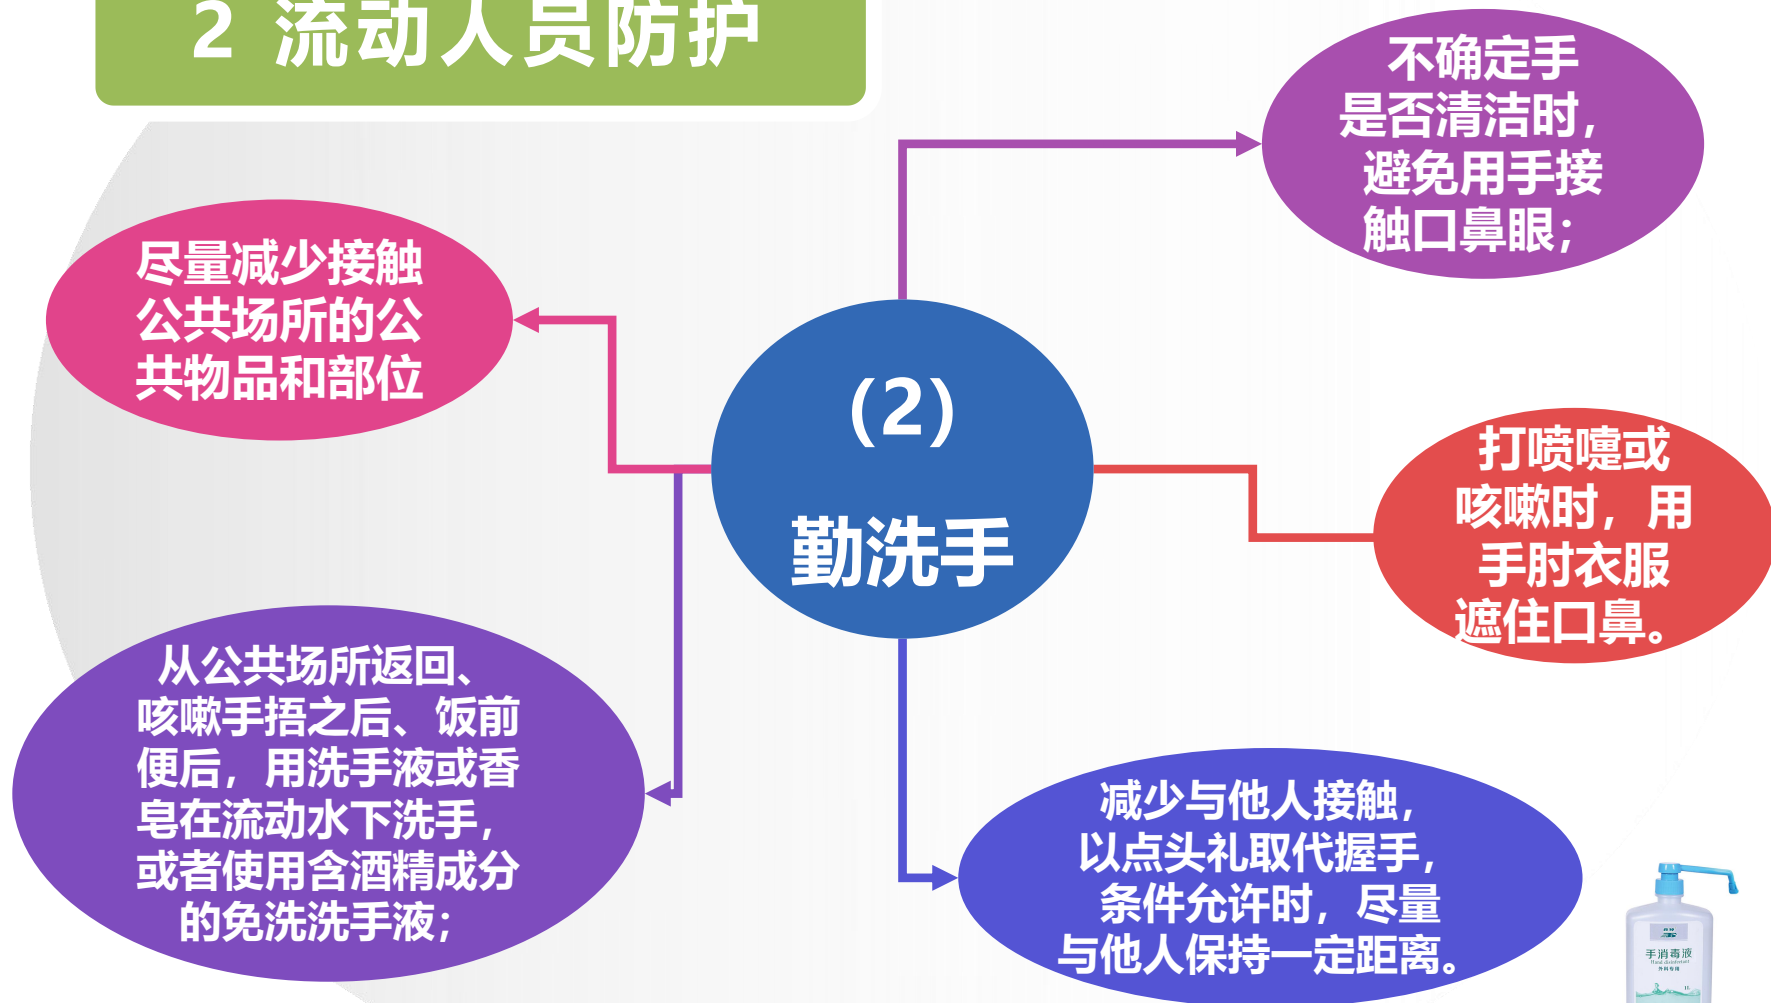 2 流动人员防护
不确定手
是否清洁时，
避免用手接
触口鼻眼；
尽量减少接触
公共场所的公
共物品和部位
(2)
勤洗手
打喷嚏或
咳嗽时，用
手肘衣服
遮住口鼻。
从公共场所返回、
咳嗽手捂之后、饭前
便后，用洗手液或香
皂在流动水下洗手，
或者使用含酒精成分
的免洗洗手液；
减少与他人接触，
以点头礼取代握手，
条件允许时，尽量
与他人保持一定距离。
手消毒液
Hand disinfectant
外科专用